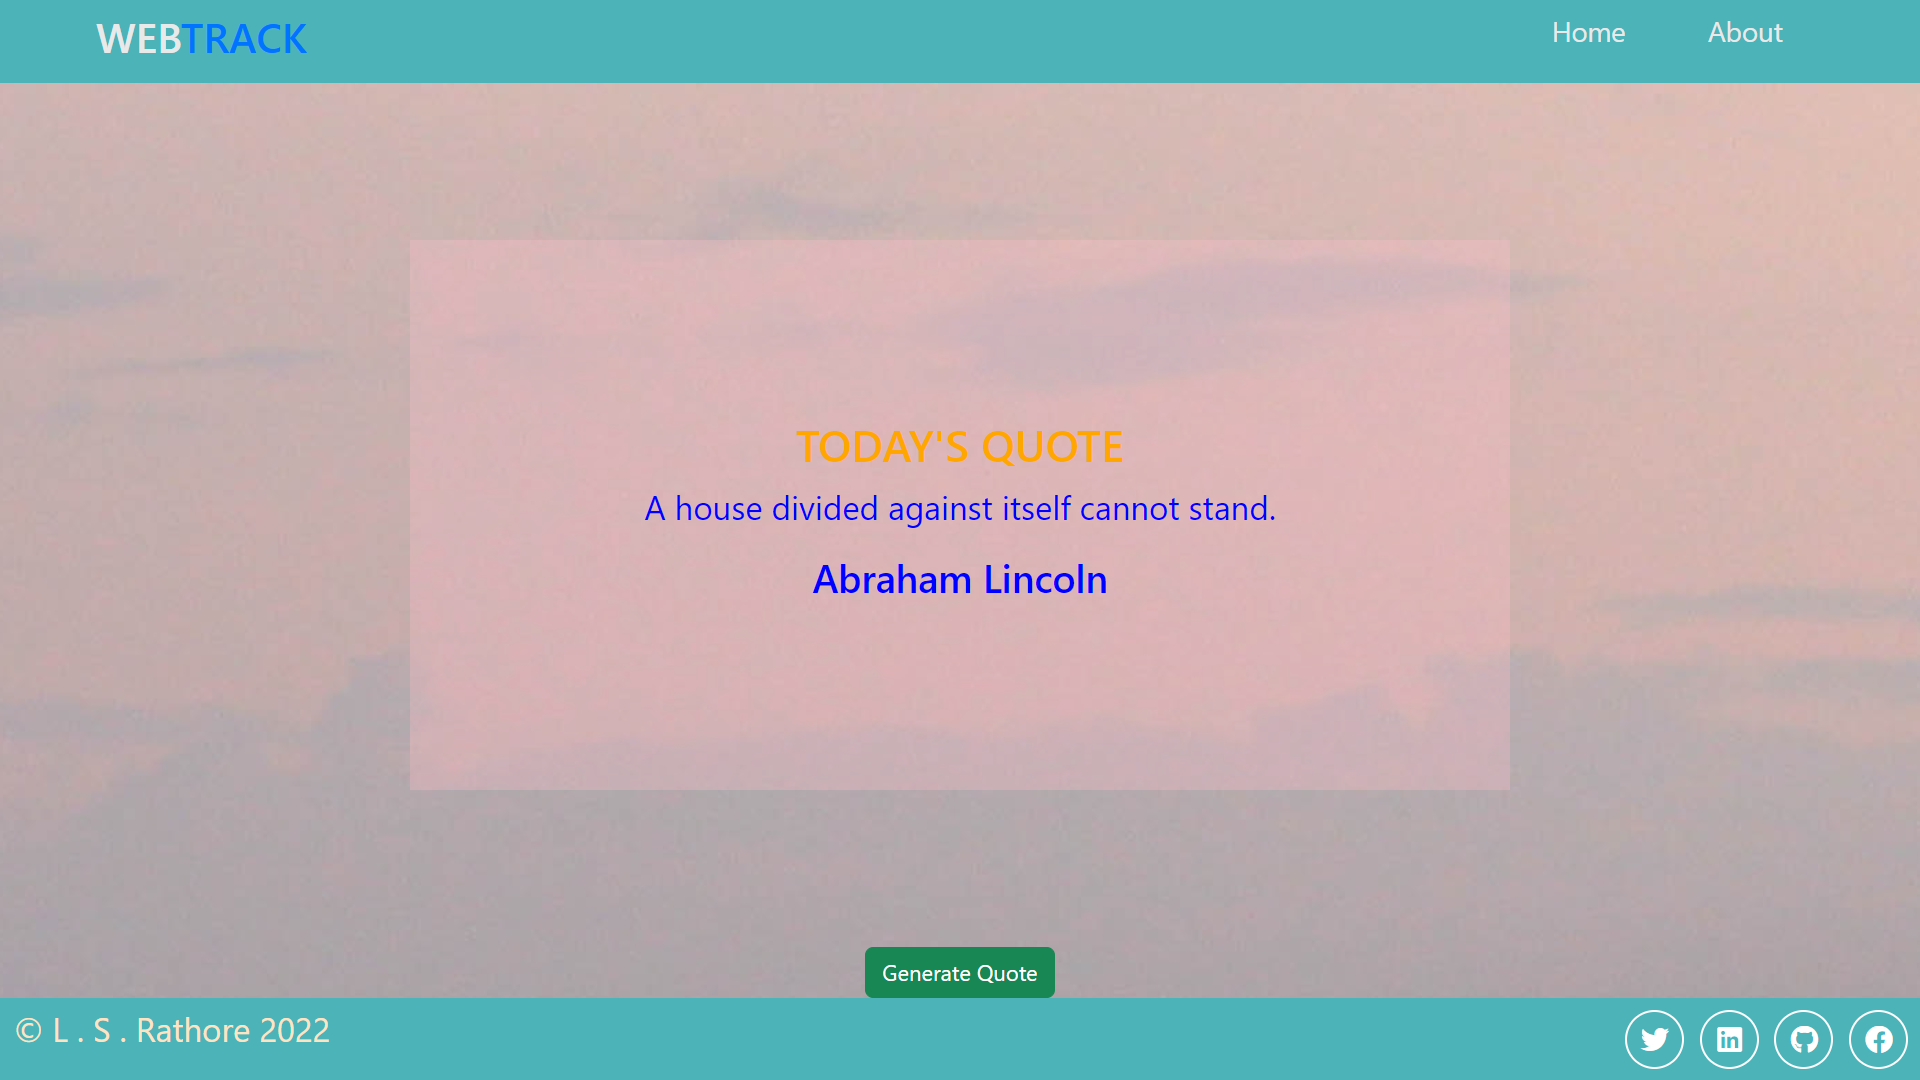 WEBTRACK
Home
About
TODAY'S QUOTE
A house divided against itself cannot stand.
Abraham Lincoln
Generate Quote
© L . S . Rathore 2022